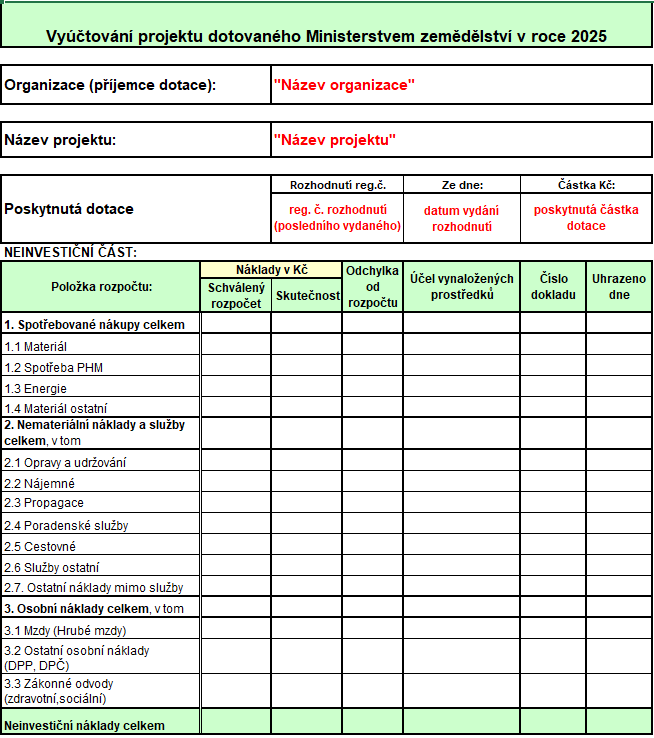 Vyúčtování projektu dotovaného Ministerstvem zemědělství v roce 2025
Organizace (příjemce dotace):
"Název organizace"
Název projektu:
"Název projektu"
Poskytnutá dotace
Rozhodnutí reg.č.
Ze dne:
Částka Kč:
reg. č. rozhodnutí
(posledního vydaného)
datum vydání
rozhodnutí
poskytnutá částka
dotace
NEINVESTIČNÍ ČÁST:
Položka rozpočtu:
Náklady v Kč
Schválený
rozpočet
Skutečnost
Odchylka
od
rozpočtu
Účel vynaložených
prostředků
Číslo
dokladu
Uhrazeno
dne
1. Spotřebované nákupy celkem
1.1 Materiál
1.2 Spotřeba PHM
1.3 Energie
1.4 Materiál ostatní
2. Nemateriální náklady a služby
celkem, v tom
2.1 Opravy a udržování
2.2 Nájemné
2.3 Propagace
2.4 Poradenské služby
2.5 Cestovné
2.6 Služby ostatní
2.7. Ostatní náklady mimo služby
3. Osobní náklady celkem, v tom
3.1 Mzdy (Hrubé mzdy)
3.2 Ostatní osobní náklady
(DPP, DPČ)
3.3 Zákonné odvody
(zdravotní,sociální)
Neinvestiční náklady celkem